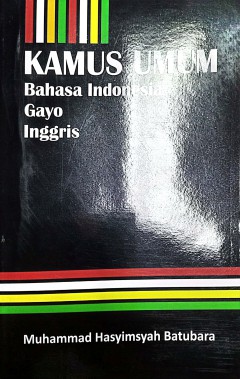 KAMUS UMUM
Bahasa Indonesia
Gayo
Inggris
Muhammad Hasyimsyah Batubara